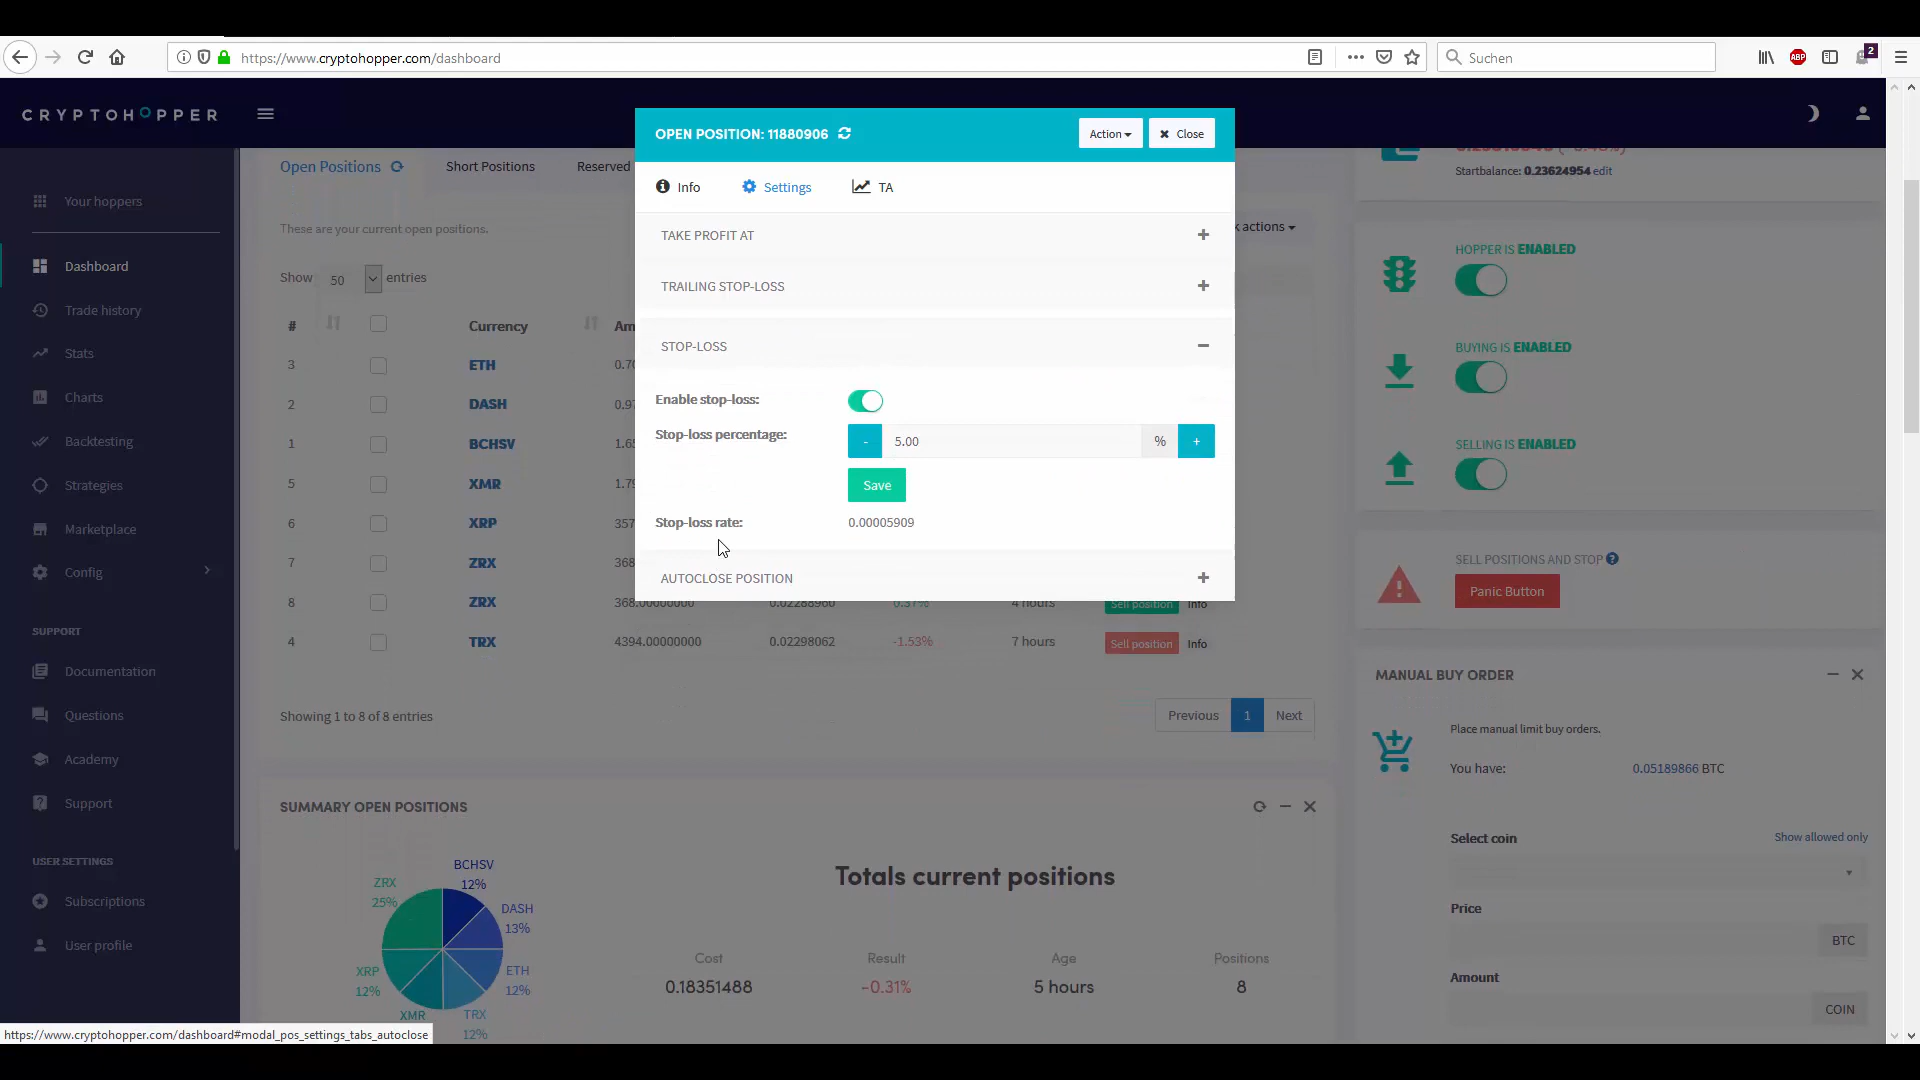 https://www.cryptohopper.com/dashboard
Suchen
ABP
2
CRYPTOHOPPER
Your hoppers
Dashboard
Trade history
Stats
Charts
Backtesting
Strategies
Marketplace
Config
SUPPORT
Documentation
Questions
Academy
Support
USER SETTINGS
Subscriptions
User profile
Open Positions
Short Positions
Reserved
These are your current open positions.
actions
Show 50 entries
# Currency
3 ETH
2 DASH
1 BCHSV
5 XMR
6 XRP 357
7 ZRX 368
8 ZRX 368.00000000 0.02288960 0.37% 4 hours Sell position Info
4 TRX 4394.00000000 0.02298062 -1.53% 7 hours Sell position Info
Showing 1 to 8 of 8 entries
Previous 1 Next
OPEN POSITION: 11880906
Action
Close
Info
Settings
TA
TAKE PROFIT AT
TRAILING STOP-LOSS
STOP-LOSS
Enable stop-loss:
Stop-loss percentage:
- 5.00 % +
Save
Stop-loss rate: 0.00005909
AUTOCLOSE POSITION
SUMMARY OPEN POSITIONS
BCHSV
12%
ZRX
25%
DASH
13%
XRP
12%
ETH
12%
XMR
TRX
12%
Totals current positions
Cost Result Age Positions
0.18351488 -0.31% 5 hours 8
Startbalance: 0.23624954 edit
HOPPER IS ENABLED
BUYING IS ENABLED
SELLING IS ENABLED
SELL POSITIONS AND STOP
Panic Button
MANUAL BUY ORDER
Place manual limit buy orders.
You have: 0.05189866 BTC
Select coin
Show allowed only
Price
BTC
Amount
COIN
https://www.cryptohopper.com/dashboard#modal_pos_settings_tabs_autoclose